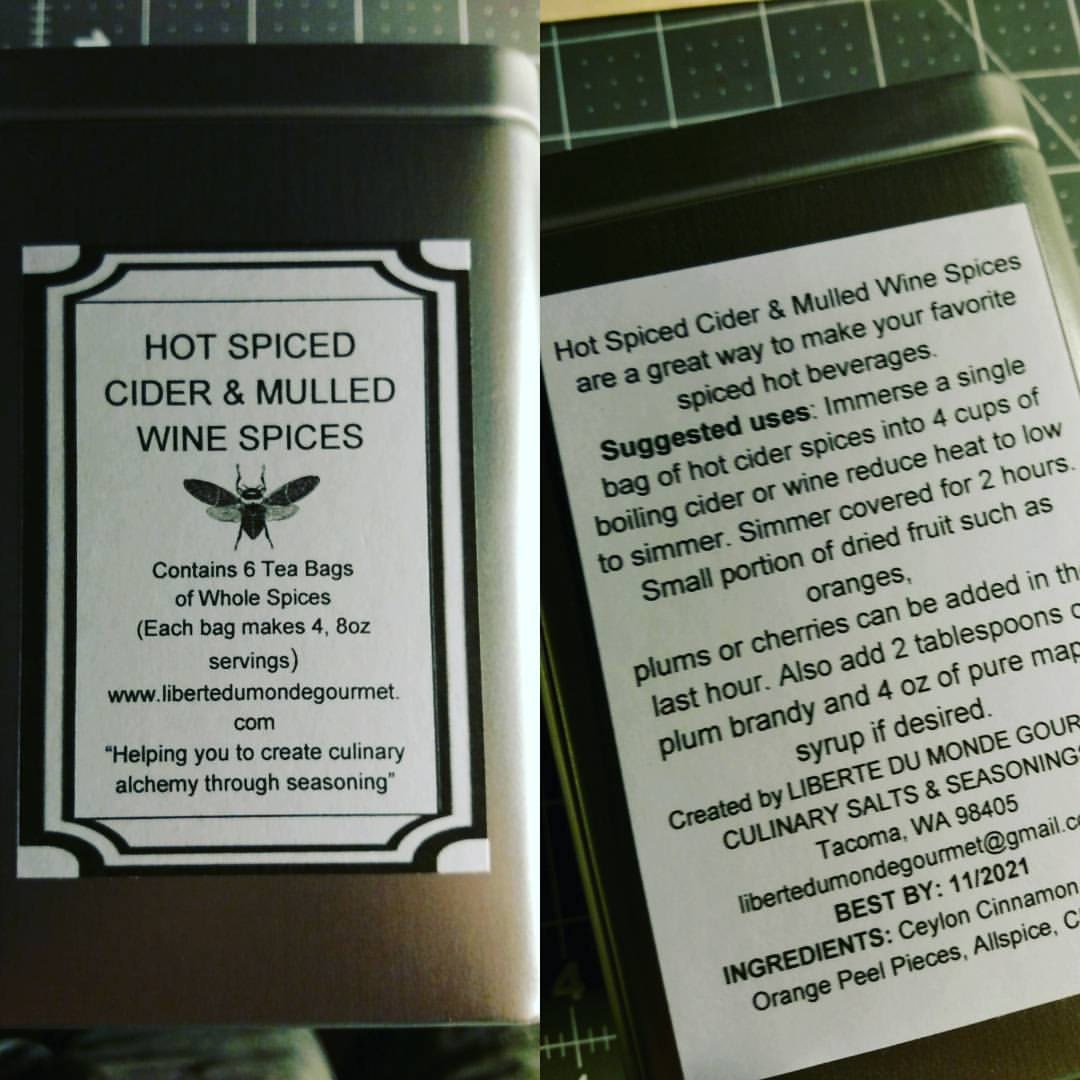 HOT SPICED
CIDER & MULLED
WINE SPICES
Contains 6 Tea Bags
of Whole Spices
(Each bag makes 4, 8oz
servings)
www.libertedumondegourmet.
com
“Helping you to create culinary
alchemy through seasoning”
Hot Spiced Cider & Mulled Wine Spices
are a great way to make your favorite
spiced hot beverages.
Suggested uses: Immerse a single
bag of hot cider spices into 4 cups of
boiling cider or wine reduce heat to low
to simmer. Simmer covered for 2 hours.
Small portion of dried fruit such as
oranges,
plums or cherries can be added in
last hour. Also add 2 tablespoons
plum brandy and 4 oz of pure
syrup if desired.
Created by LIBERTE DU MONDE
CULINARY SALTS & SEASONINGS
Tacoma, WA 98405
BEST BY: 11/2021
INGREDIENTS: Ceylon Cinnamon
Orange Peel Pieces, Allspice,
4